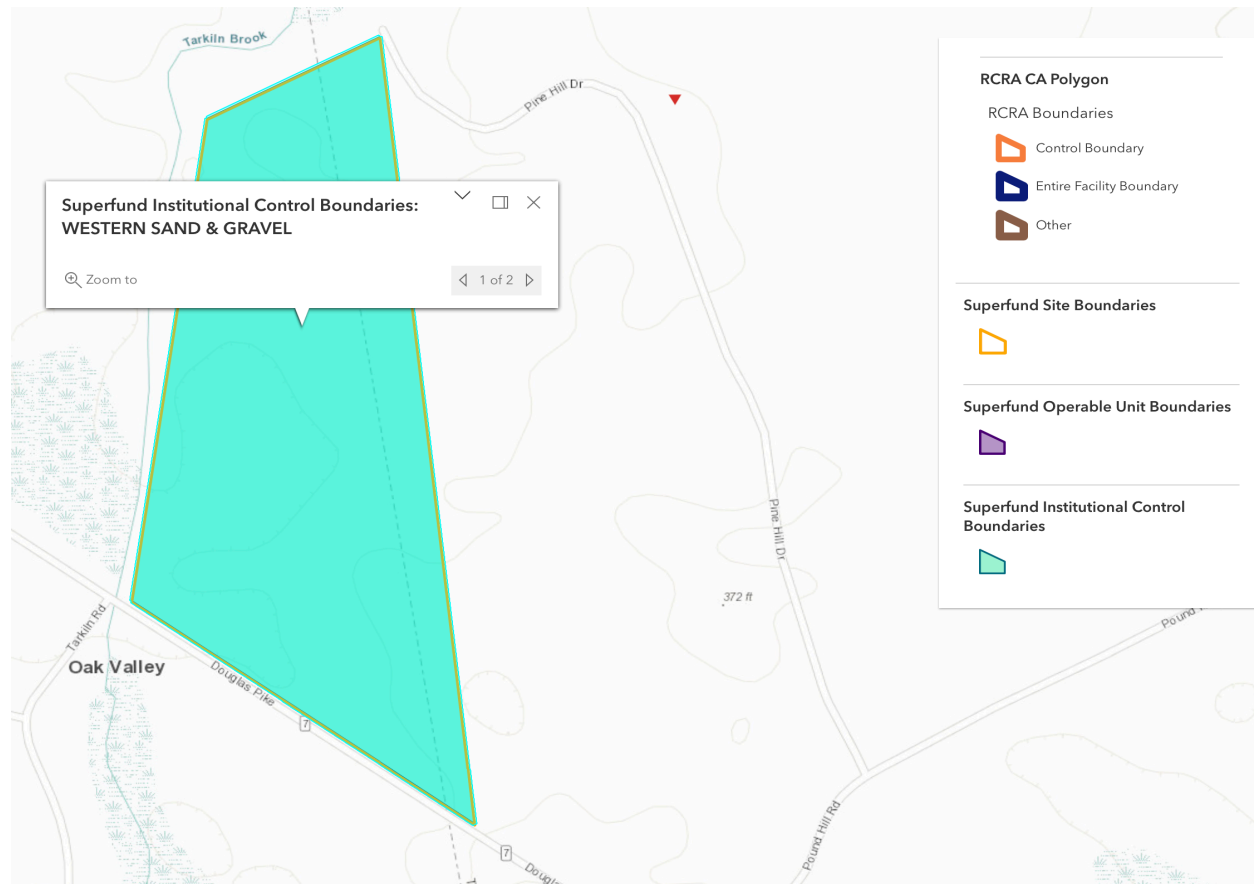 Tarkiln Brook
Pine Hill Dr
Superfund Institutional Control Boundaries:
WESTERN SAND & GRAVEL
Zoom to
1 of 2
Pine Hill Dr
372 ft
Tarkiln Rd
Oak Valley
Douglas Pike
7
7
Pound Hill Rd
Pound
RCRA CA Polygon
RCRA Boundaries
Control Boundary
Entire Facility Boundary
Other
Superfund Site Boundaries
Superfund Operable Unit Boundaries
Superfund Institutional Control
Boundaries